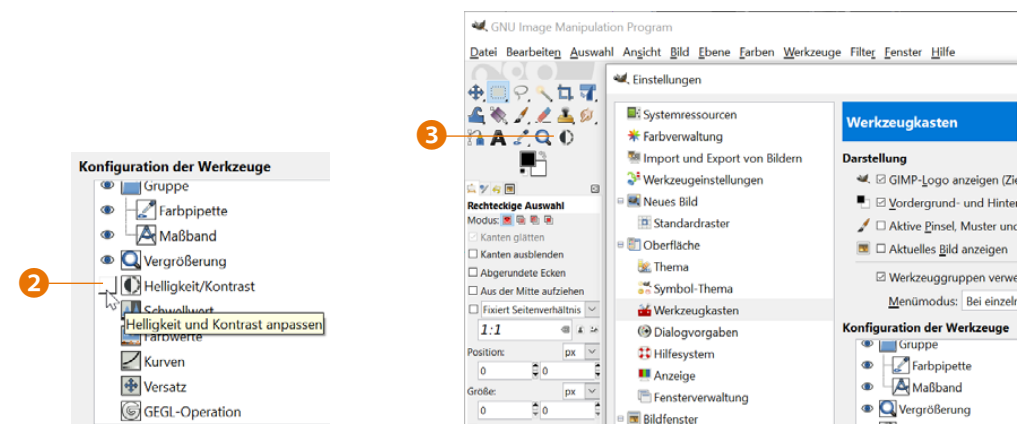 Konfiguration der Werkzeuge
Gruppe
Farbpipette
Maßband
Vergrößerung
2
Helligkeit/Kontrast
Schwellwert
Helligkeit und Kontrast anpassen
Farbwerte
Kurven
Versatz
GEGL-Operation
GNU Image Manipulation Program
Datei Bearbeiten Auswahl Ansicht Bild Ebene Farben Werkzeuge Filter Fenster Hilfe
3
Rechteckige Auswahl
Modus:
Kanten glätten
Kanten ausblenden
Abgerundete Ecken
Aus der Mitte aufziehen
Fixiert Seitenverhältnis
1:1
Position: px
0 0
Größe: px
0 0
Einstellungen
Systemressourcen
Farbverwaltung
Import und Export von Bildern
Werkzeugeinstellungen
Neues Bild
Standardraster
Oberfläche
Thema
Symbol-Thema
Werkzeugkasten
Dialogvorgaben
Hilfesystem
Anzeige
Fensterverwaltung
Bildfenster
Werkzeugkasten
Darstellung
GIMP-Logo anzeigen (Zie
Vordergrund- und Hinter
Aktive Pinsel, Muster und
Aktuelles Bild anzeigen
Werkzeuggruppen verwe
Menümodus: Bei einzeln
Konfiguration der Werkzeuge
Gruppe
Farbpipette
Maßband
Vergrößerung